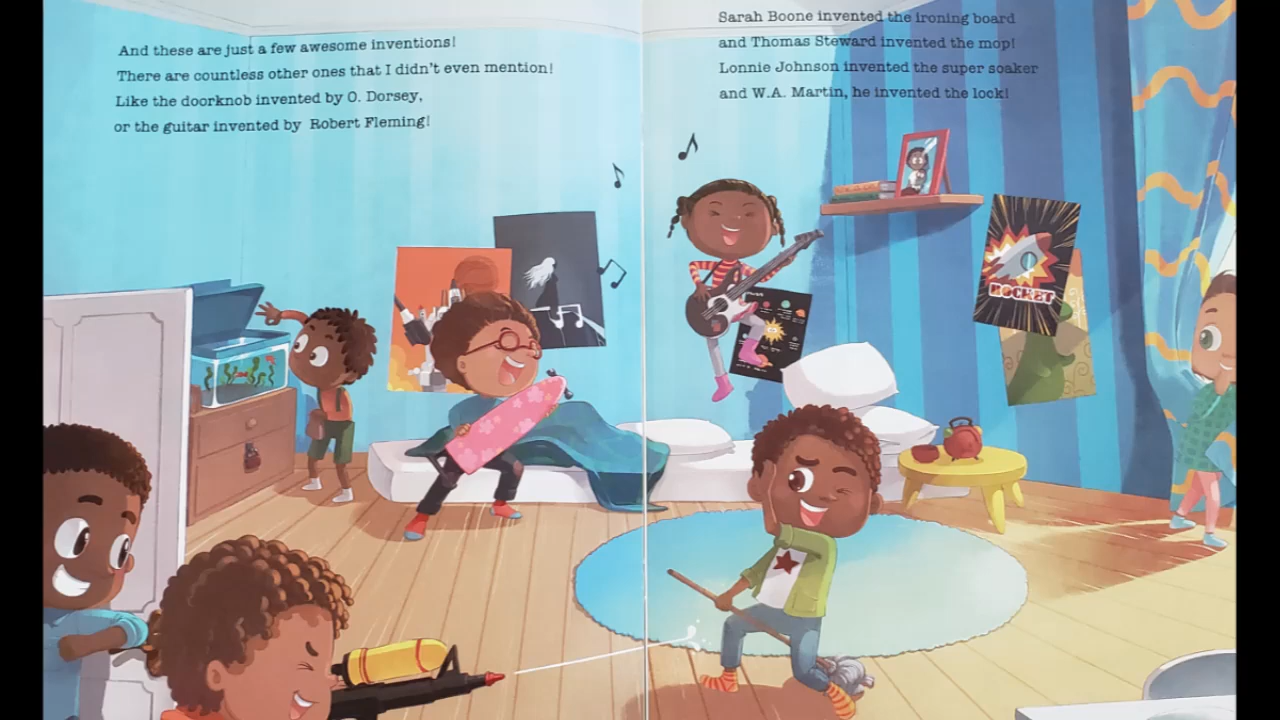 And these are just a few awesome inventions!
There are countless other ones that I didn't even mention!
Like the doorknob invented by O. Dorsey,
or the guitar invented by Robert Fleming!
Sarah Boone invented the ironing board
and Thomas Steward invented the mop!
Lonnie Johnson invented the super soaker
and W.A. Martin, he invented the lock!
ROCKET